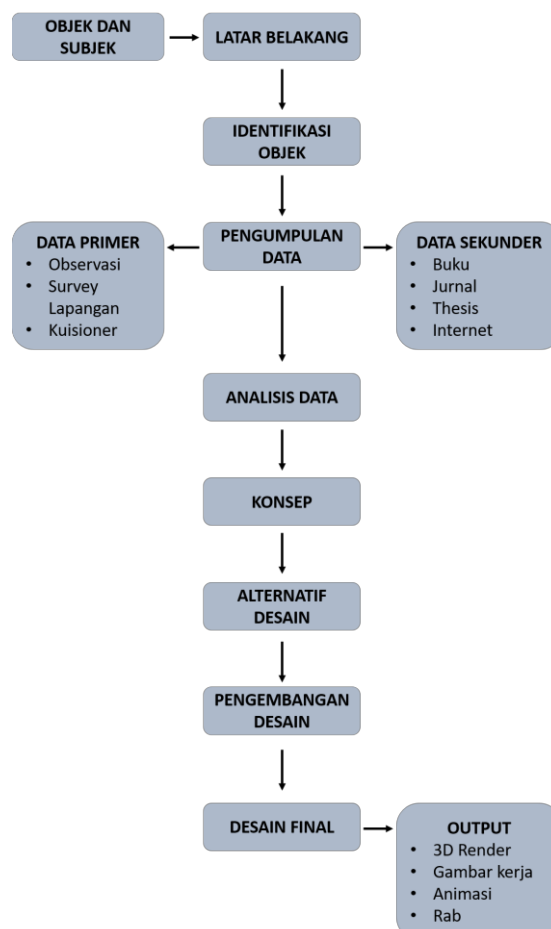 OBJEK DAN
SUBJEK
LATAR BELAKANG
IDENTIFIKASI
OBJEK
PENGUMPULAN
DATA
DATA PRIMER
• Observasi
• Survey
Lapangan
• Kuisioner
DATA SEKUNDER
• Buku
• Jurnal
• Thesis
• Internet
ANALISIS DATA
KONSEP
ALTERNATIF
DESAIN
PENGEMBANGAN
DESAIN
DESAIN FINAL
OUTPUT
• 3D Render
• Gambar kerja
• Animasi
• Rab